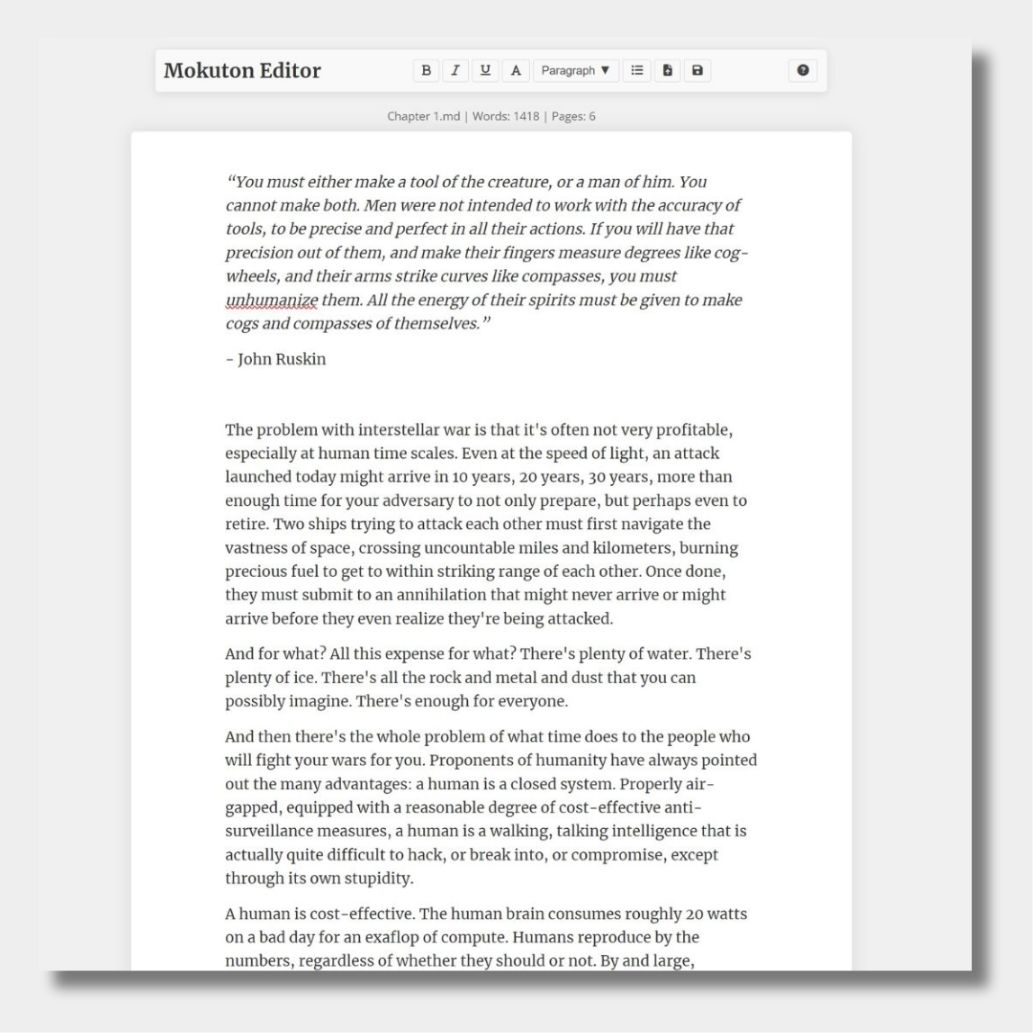 Mokuton Editor
B I U A Paragraph ▼
Chapter 1.md | Words: 1418 | Pages: 6
“You must either make a tool of the creature, or a man of him. You
cannot make both. Men were not intended to work with the accuracy of
tools, to be precise and perfect in all their actions. If you will have that
precision out of them, and make their fingers measure degrees like cog-
wheels, and their arms strike curves like compasses, you must
unhumanize them. All the energy of their spirits must be given to make
cogs and compasses of themselves.”
- John Ruskin
The problem with interstellar war is that it's often not very profitable,
especially at human time scales. Even at the speed of light, an attack
launched today might arrive in 10 years, 20 years, 30 years, more than
enough time for your adversary to not only prepare, but perhaps even to
retire. Two ships trying to attack each other must first navigate the
vastness of space, crossing uncountable miles and kilometers, burning
precious fuel to get to within striking range of each other. Once done,
they must submit to an annihilation that might never arrive or might
arrive before they even realize they're being attacked.
And for what? All this expense for what? There's plenty of water. There's
plenty of ice. There's all the rock and metal and dust that you can
possibly imagine. There's enough for everyone.
And then there's the whole problem of what time does to the people who
will fight your wars for you. Proponents of humanity have always pointed
out the many advantages: a human is a closed system. Properly air-
gapped, equipped with a reasonable degree of cost-effective anti-
surveillance measures, a human is a walking, talking intelligence that is
actually quite difficult to hack, or break into, or compromise, except
through its own stupidity.
A human is cost-effective. The human brain consumes roughly 20 watts
on a bad day for an exaflop of compute. Humans reproduce by the
numbers, regardless of whether they should or not. By and large,